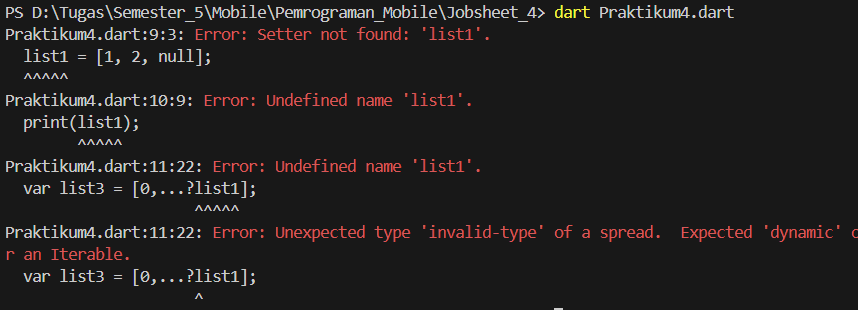 PS D:\Tugas\Semester_5\Mobile\Pemrograman_Mobile\Jobsheet_4> dart Praktikum4.dart
Praktikum4.dart:9:3: Error: Setter not found: 'list1'.
  list1 = [1, 2, null];
  ^^^^^
Praktikum4.dart:10:9: Error: Undefined name 'list1'.
  print(list1);
        ^^^^^
Praktikum4.dart:11:22: Error: Undefined name 'list1'.
  var list3 = [0,...?list1];
                     ^^^^^
Praktikum4.dart:11:22: Error: Unexpected type 'invalid-type' of a spread.  Expected 'dynamic' o
r an Iterable.
  var list3 = [0,...?list1];
                     ^